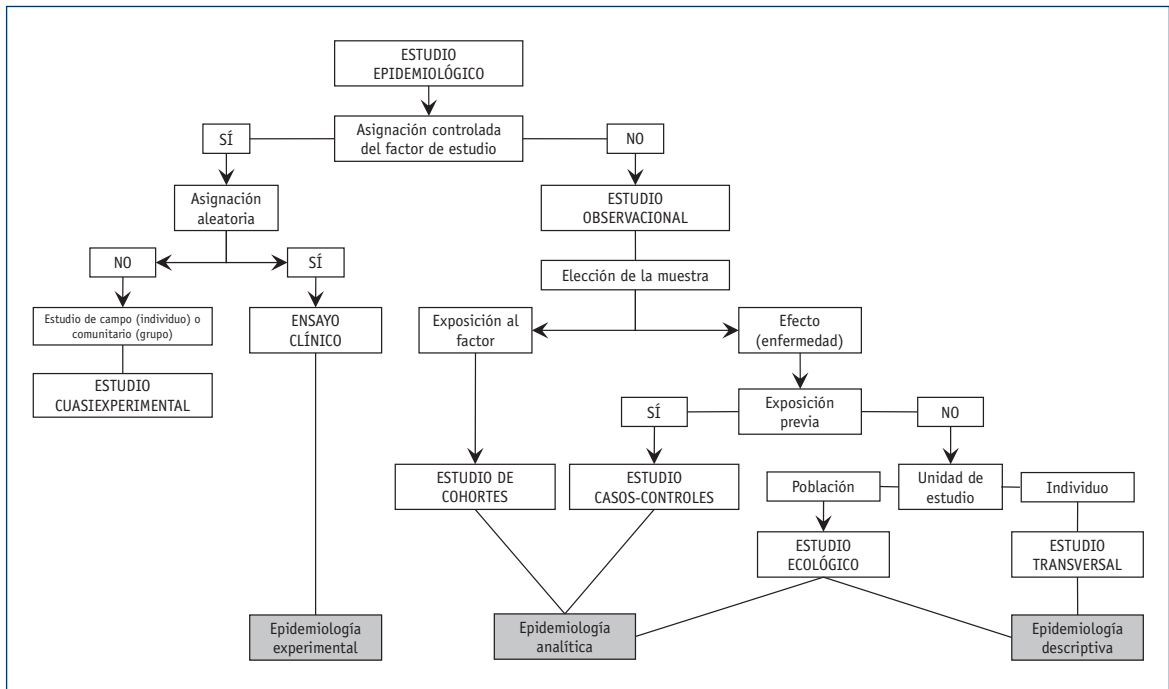 ESTUDIO
EPIDEMIOLÓGICO
SÍ
Asignación controlada
del factor de estudio
NO
Asignación
aleatoria
ESTUDIO
OBSERVACIONAL
NO
SÍ
Elección de la muestra
Estudio de campo (individuo) o
comunitario (grupo)
ENSAYO
CLÍNICO
Exposición al
factor
Efecto
(enfermedad)
ESTUDIO
CUASIEXPERIMENTAL
SÍ
Exposición
previa
NO
ESTUDIO DE
COHORTES
ESTUDIO
CASOS-CONTROLES
Población
Unidad de
estudio
Individuo
ESTUDIO
ECOLÓGICO
ESTUDIO
TRANSVERSAL
Epidemiología
experimental
Epidemiología
analítica
Epidemiología
descriptiva